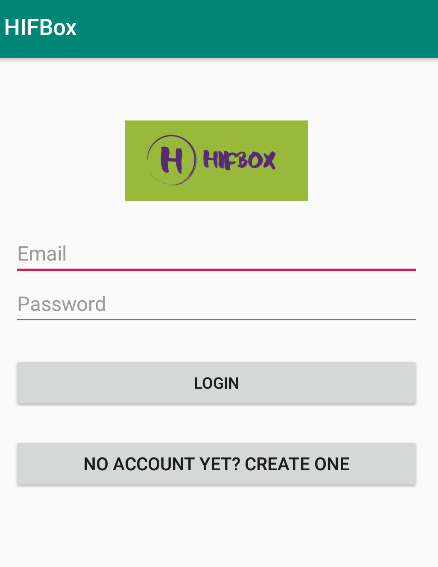 HIFBox
H HIFBOX
Email
Password
LOGIN
NO ACCOUNT YET? CREATE ONE